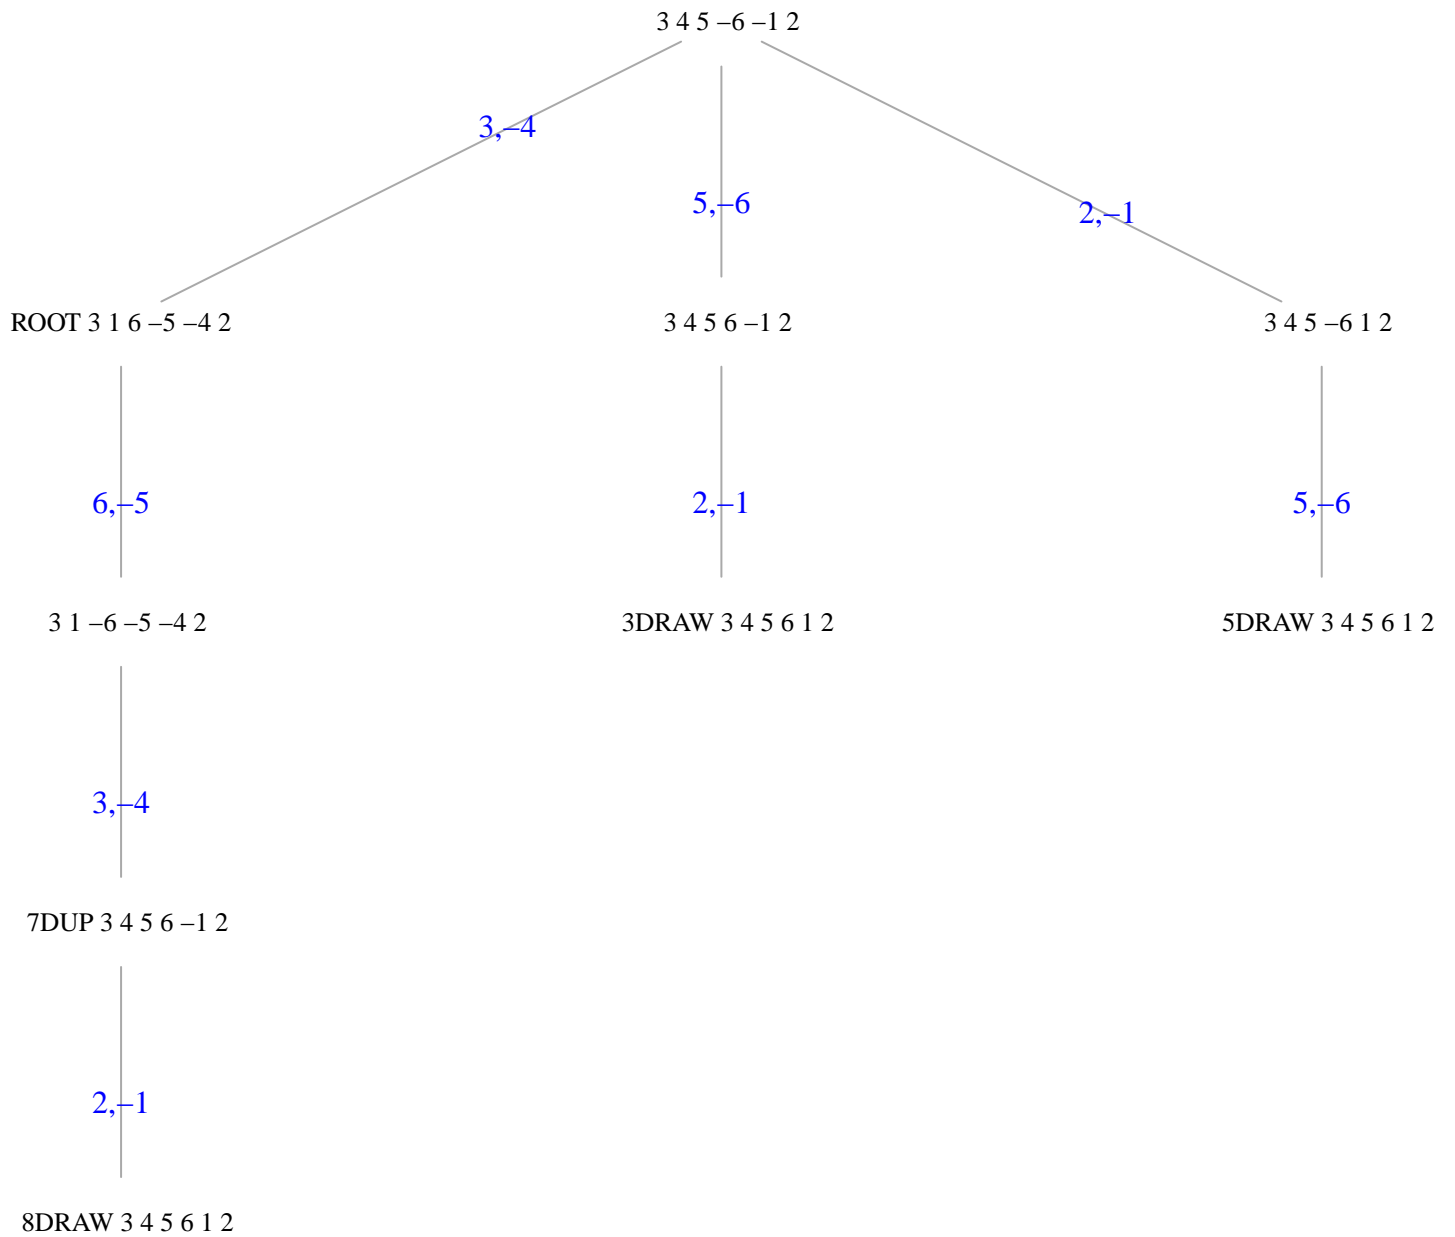 3 4 5 –6 –1 2
3,–4
5,–6
2,–1
ROOT 3 1 6 –5 –4 2
3 4 5 6 –1 2
3 4 5 –6 1 2
6,–5
2,–1
5,–6
3 1 –6 –5 –4 2
3DRAW 3 4 5 6 1 2
5DRAW 3 4 5 6 1 2
3,–4
7DUP 3 4 5 6 –1 2
2,–1
8DRAW 3 4 5 6 1 2